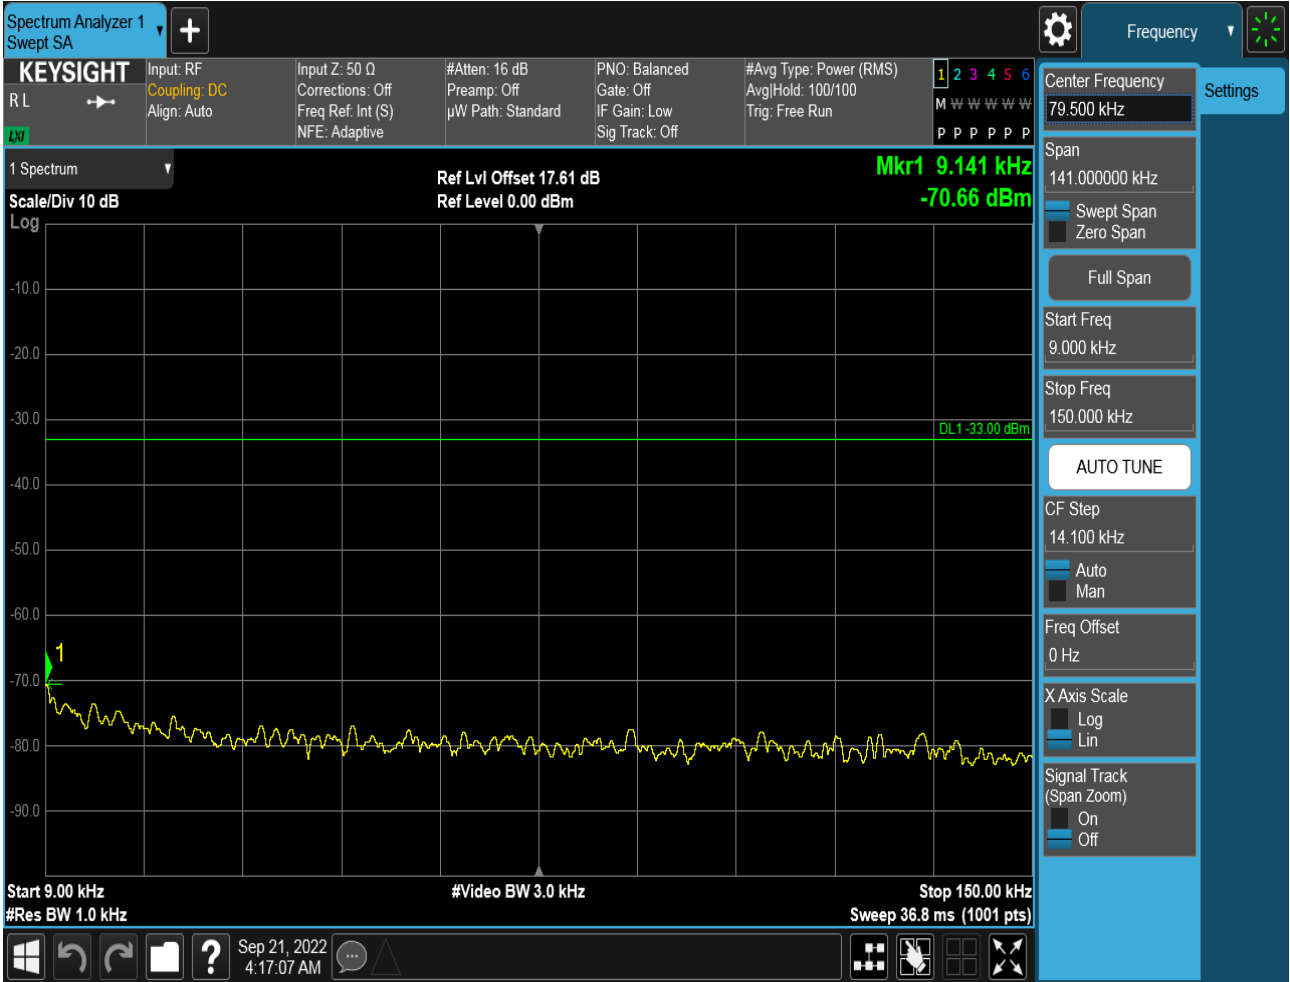 Spectrum Analyzer 1
Swept SA
Frequency
KEYSIGHT
R L
LXI
Input: RF
Coupling: DC
Align: Auto
Input Z: 50 Ω
Corrections: Off
Freq Ref: Int (S)
NFE: Adaptive
#Atten: 16 dB
Preamp: Off
µW Path: Standard
PNO: Balanced
Gate: Off
IF Gain: Low
Sig Track: Off
#Avg Type: Power (RMS)
Avg|Hold: 100/100
Trig: Free Run
1 2 3 4 5 6
M W W W W W
P P P P P P
1 Spectrum
Scale/Div 10 dB
Log
Ref Lvl Offset 17.61 dB
Ref Level 0.00 dBm
Mkr1 9.141 kHz
-70.66 dBm
-10.0
-20.0
-30.0
DL1 -33.00 dBm
-40.0
-50.0
-60.0
1
-70.0
-80.0
-90.0
Start 9.00 kHz
#Video BW 3.0 kHz
Stop 150.00 kHz
#Res BW 1.0 kHz
Sweep 36.8 ms (1001 pts)
?
Sep 21, 2022
4:17:07 AM
Center Frequency
79.500 kHz
Settings
Span
141.000000 kHz
Swept Span
Zero Span
Full Span
Start Freq
9.000 kHz
Stop Freq
150.000 kHz
AUTO TUNE
CF Step
14.100 kHz
Auto
Man
Freq Offset
0 Hz
X Axis Scale
Log
Lin
Signal Track
(Span Zoom)
On
Off